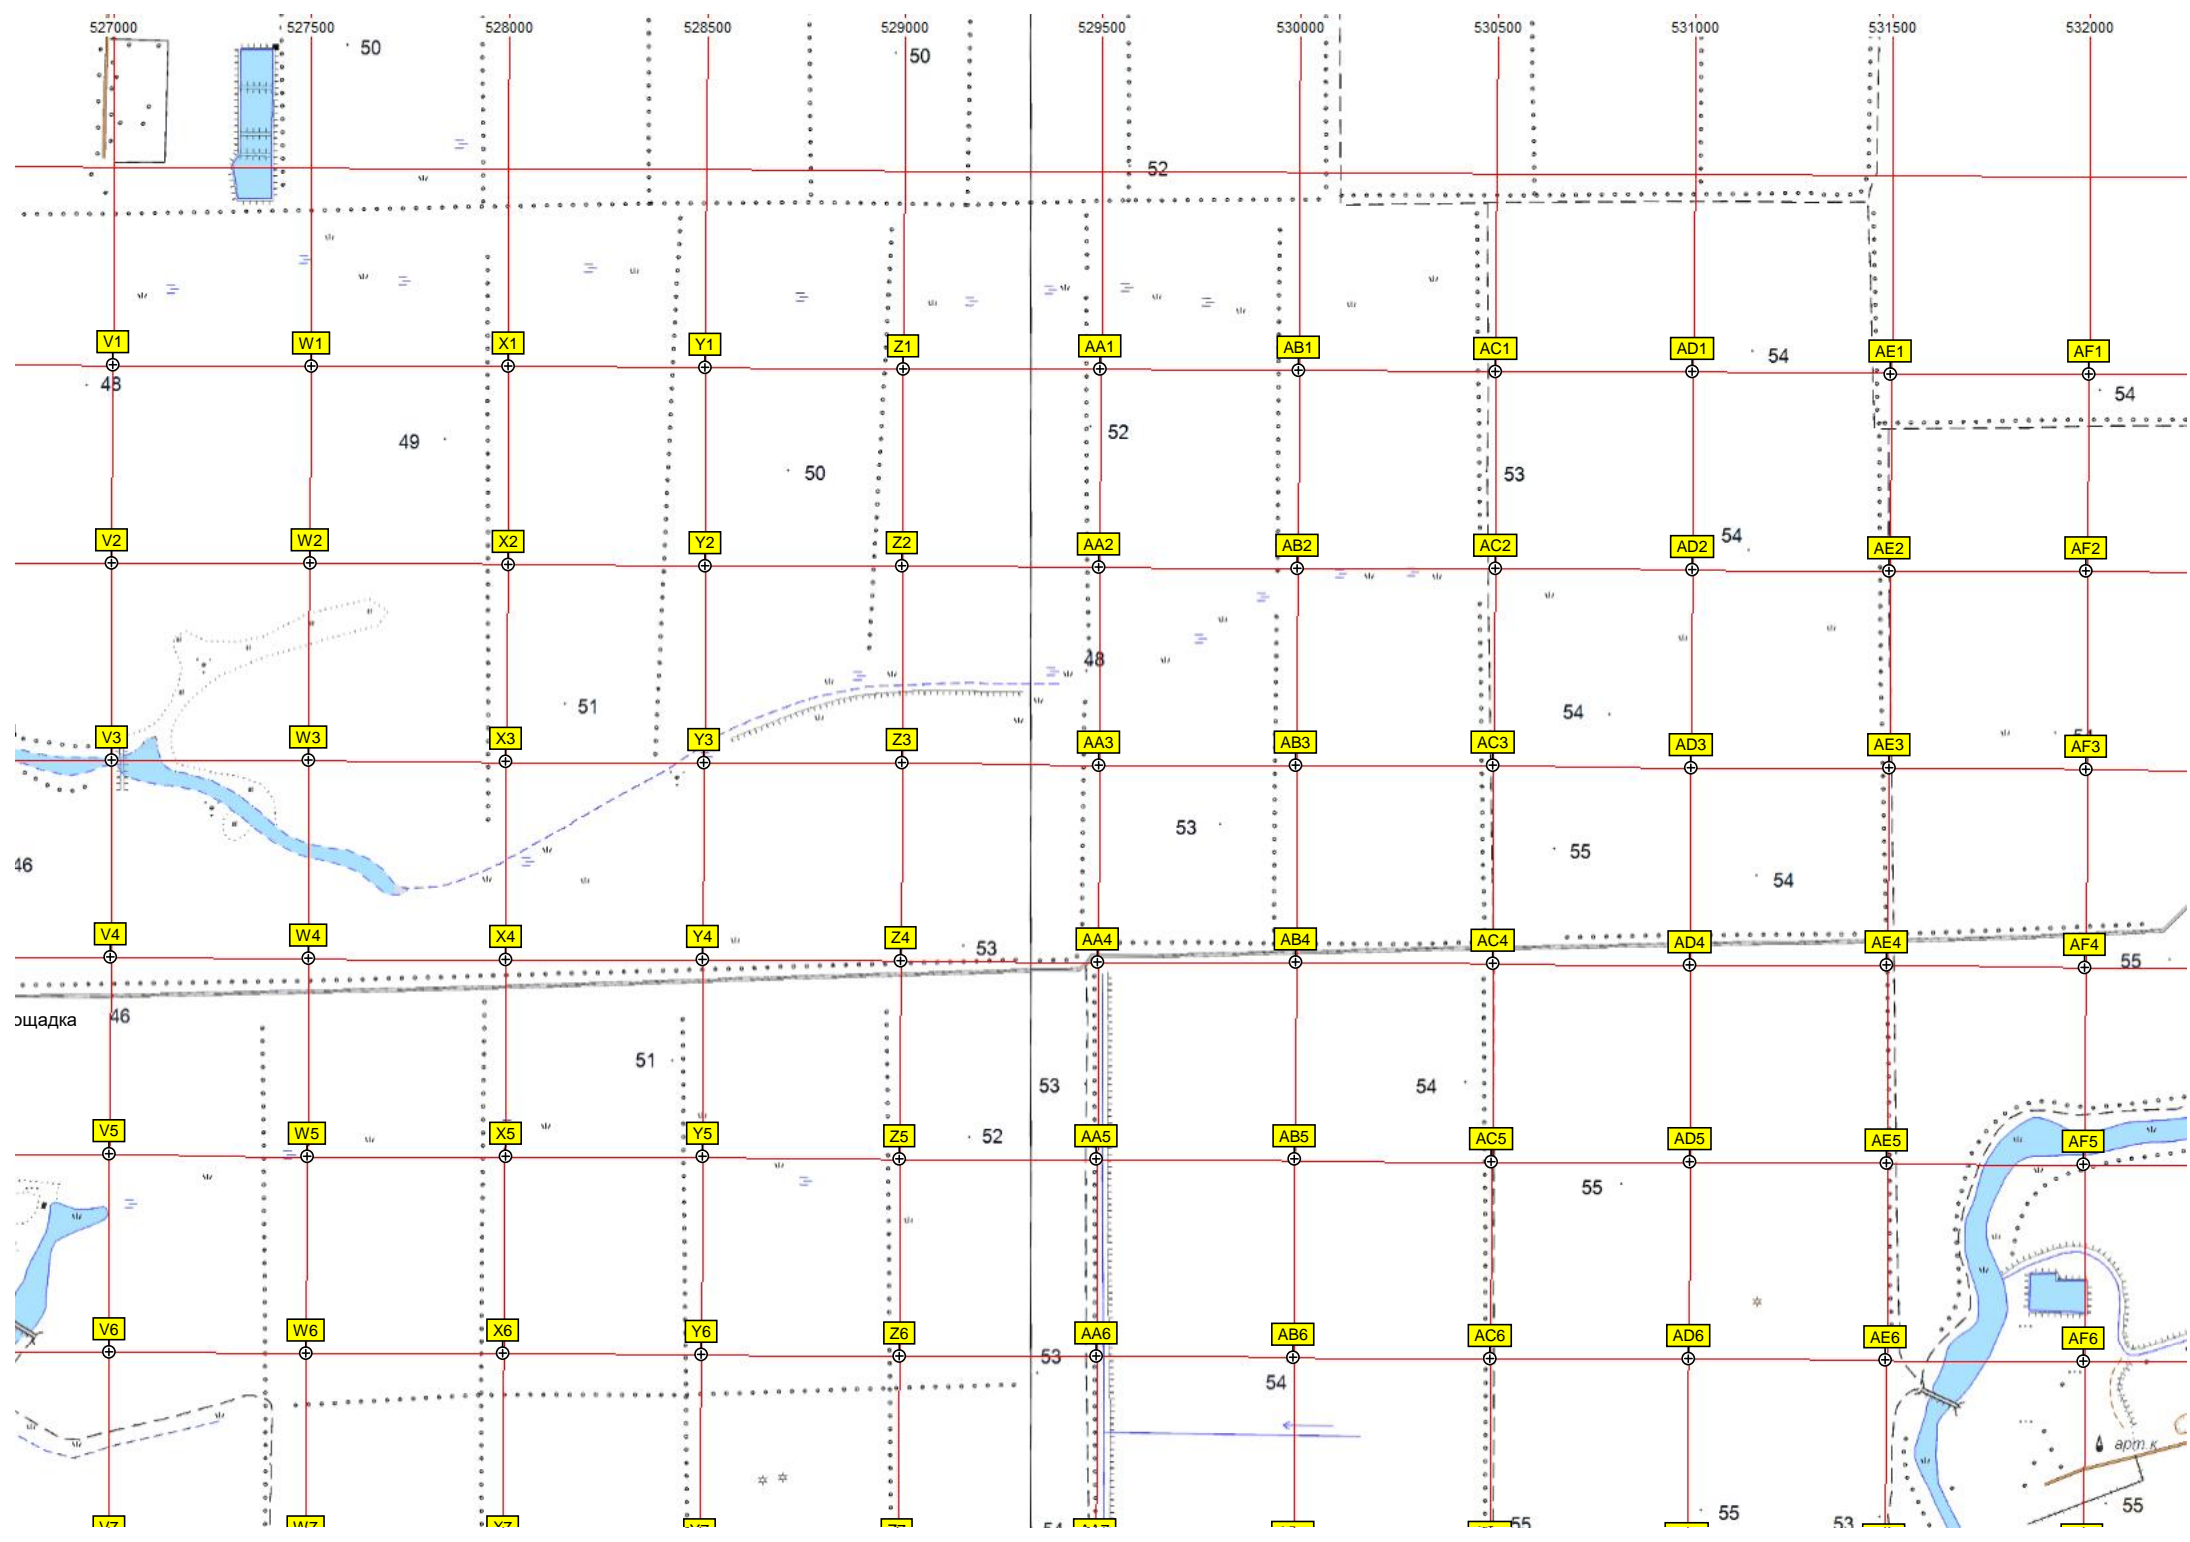 527000 527500 528000 528500 529000 529500 530000 530500 531000 531500 532000
50 50
52
V1 W1 X1 Y1 Z1 AA1 AB1 AC1 AD1 54 AE1 AF1
48 54
49 52
50 53
V2 W2 X2 Y2 Z2 AA2 AB2 AC2 AD2 54 AE2 AF2
48
51 54
V3 W3 X3 Y3 Z3 AA3 AB3 AC3 AD3 AE3 AF3
53 55
46 54
V4 W4 X4 Y4 Z4 53 AA4 AB4 AC4 AD4 AE4 AF4
55
ощадка 46
51 53 54
V5 W5 X5 Y5 Z5 52 AA5 AB5 AC5 AD5 AE5 AF5
55
V6 W6 X6 Y6 Z6 AA6 AB6 AC6 AD6 AE6 AF6
53
54
арт.к
55 55
55 53